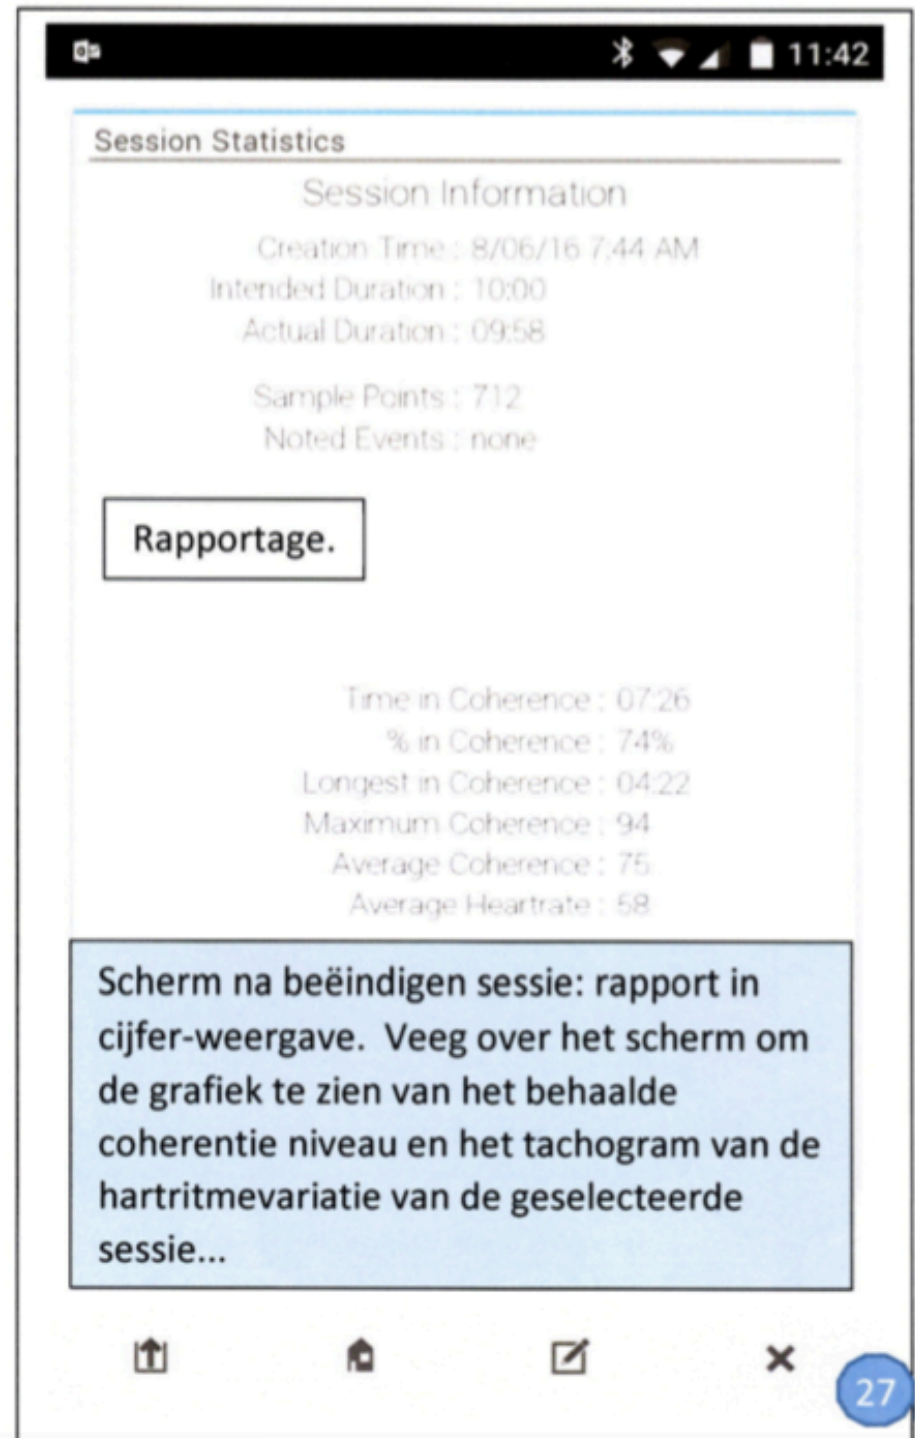 11:42
Session Statistics
Session Information
Creation Time : 8/06/16 7:44 AM
Intended Duration : 10:00
Actual Duration : 09:58
Sample Points : 712
Noted Events : none
Rapportage.
Time in Coherence : 07:26
% in Coherence : 74%
Longest in Coherence : 04:22
Maximum Coherence : 94
Average Coherence : 75
Average Heartrate : 58
Scherm na beëindigen sessie: rapport in
cijfer-weergave.  Veeg over het scherm om
de grafiek te zien van het behaalde
coherentie niveau en het tachogram van de
hartritmevariatie van de geselecteerde
sessie...
27